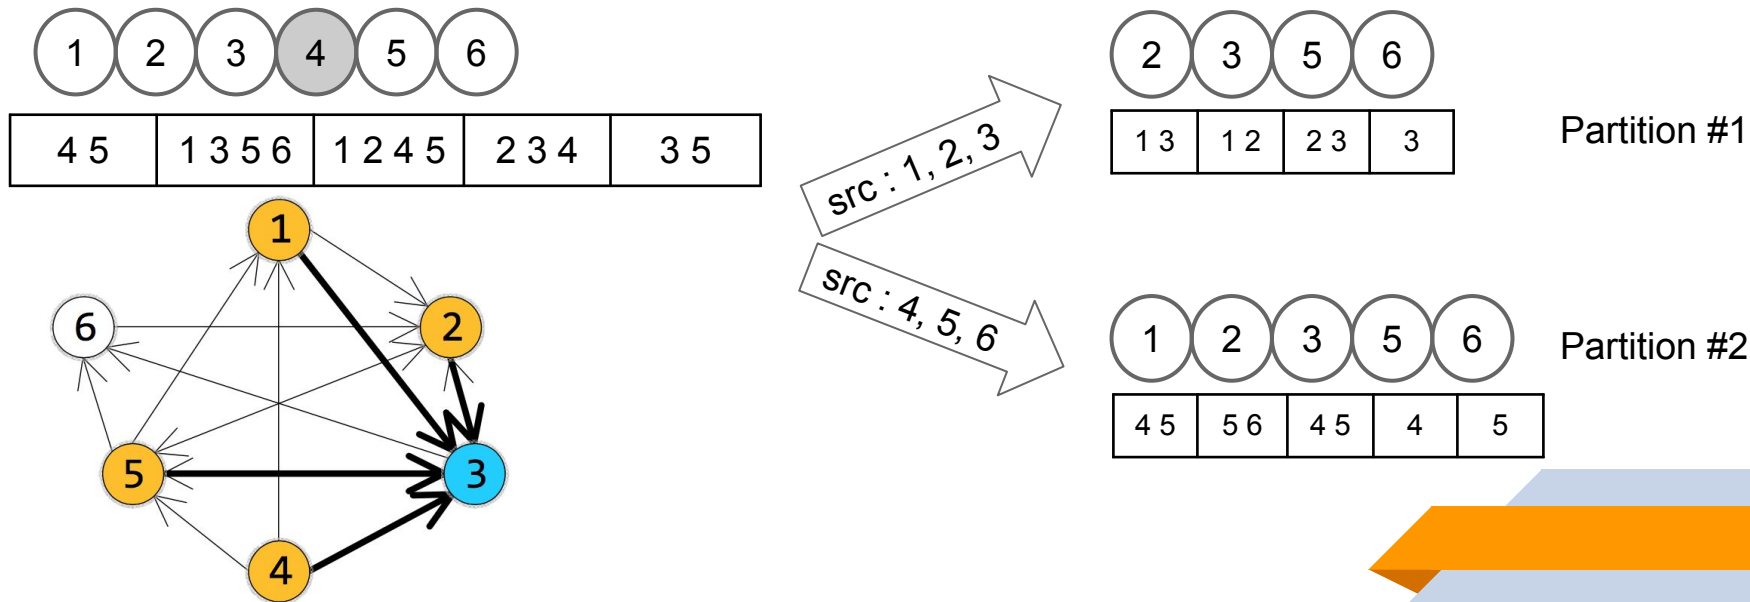 1 2 3 4 5 6
4 5 1 3 5 6 1 2 4 5 2 3 4 3 5
1
6 2
5 3
4
src : 1, 2, 3
src : 4, 5, 6
2 3 5 6
1 3 1 2 2 3 3
Partition #1
1 2 3 5 6
Partition #2
4 5 5 6 4 5 4 5